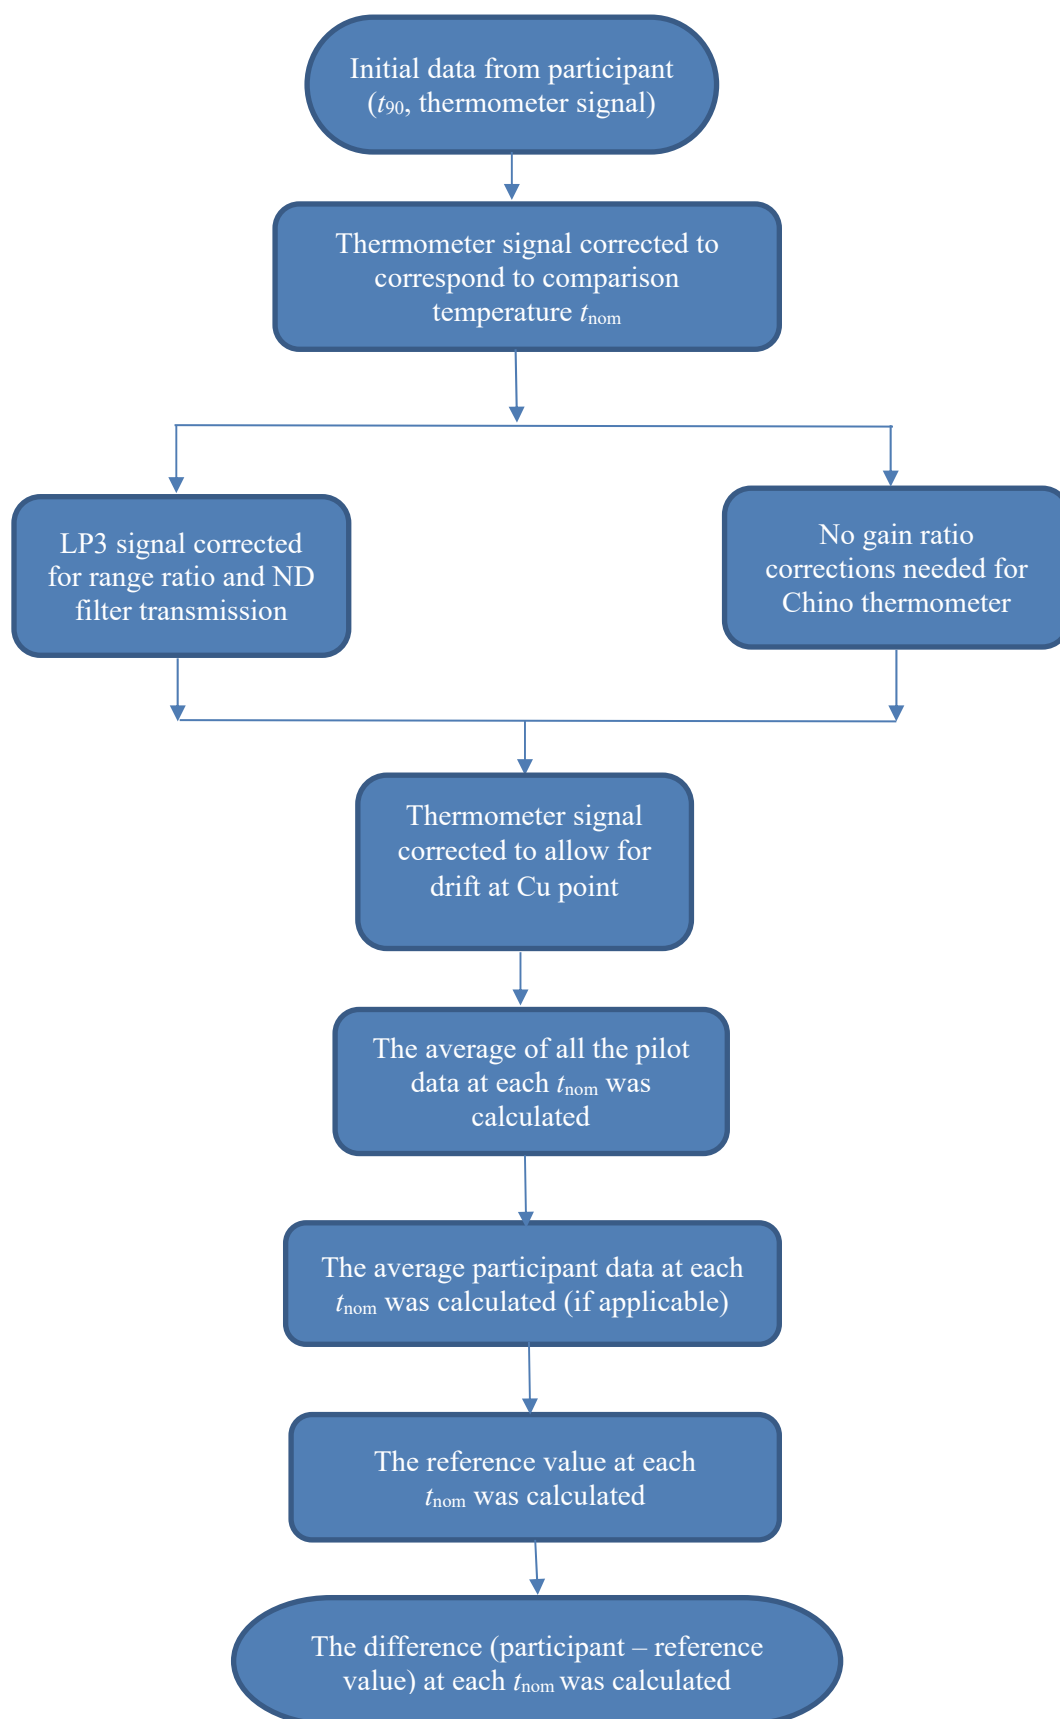 Initial data from participant
(t90, thermometer signal)
Thermometer signal corrected to
correspond to comparison
temperature tnom
LP3 signal corrected
for range ratio and ND
filter transmission
No gain ratio
corrections needed for
Chino thermometer
Thermometer signal
corrected to allow for
drift at Cu point
The average of all the pilot
data at each tnom was
calculated
The average participant data at each
tnom was calculated (if applicable)
The reference value at each
tnom was calculated
The difference (participant – reference
value) at each tnom was calculated